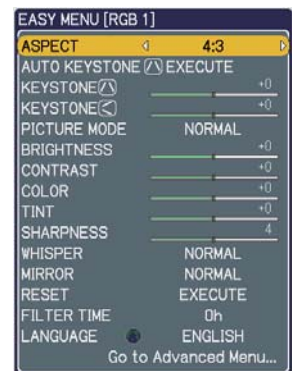 EASY MENU [RGB 1]
ASPECT 4:3
AUTO KEYSTONE EXECUTE
KEYSTONE +0
KEYSTONE +0
PICTURE MODE NORMAL
BRIGHTNESS +0
CONTRAST +0
COLOR +0
TINT +0
SHARPNESS 4
WHISPER NORMAL
MIRROR NORMAL
RESET EXECUTE
FILTER TIME 0h
LANGUAGE ENGLISH
Go to Advanced Menu...